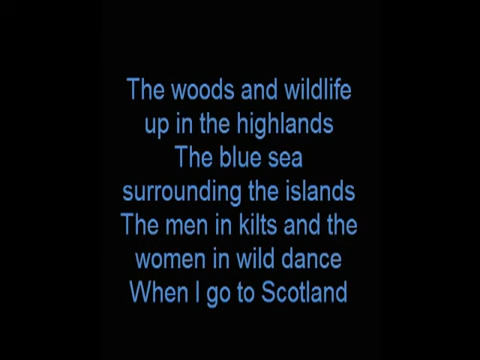 The woods and wildlife
up in the highlands
The blue sea
surrounding the islands
The men in kilts and the
women in wild dance
When I go to Scotland